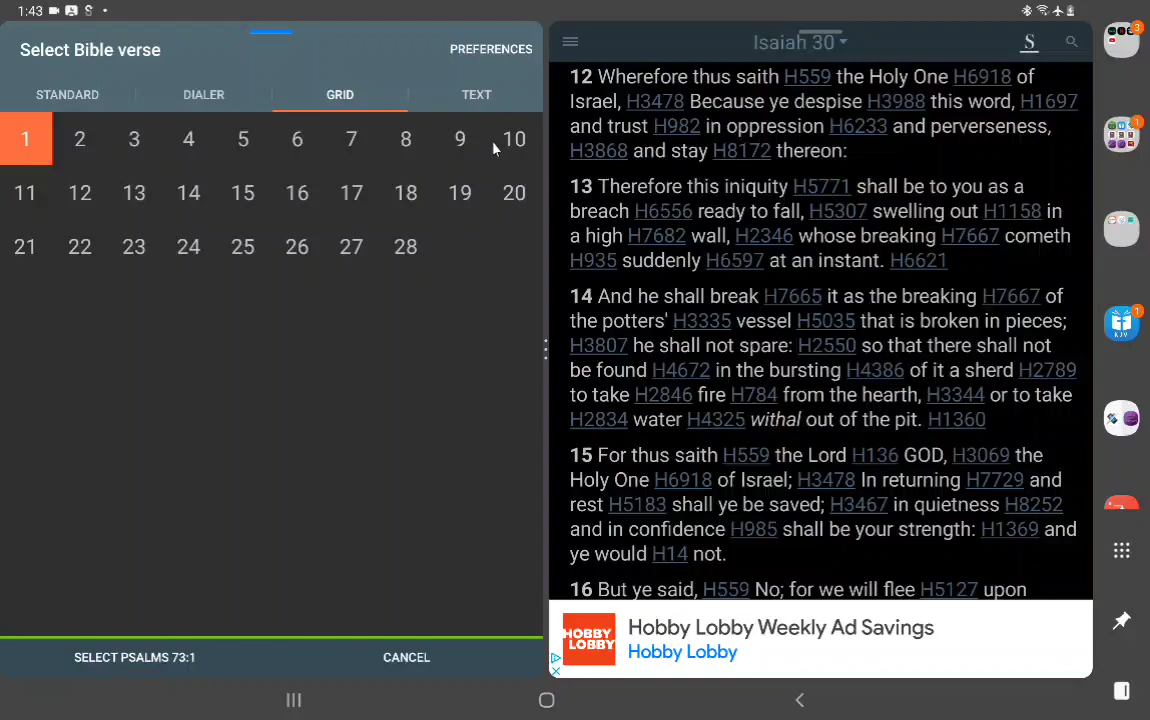 1:43
Select Bible verse
PREFERENCES
STANDARD
DIALER
GRID
TEXT
1 2 3 4 5 6 7 8 9 10
11 12 13 14 15 16 17 18 19 20
21 22 23 24 25 26 27 28
SELECT PSALMS 73:1
CANCEL
Isaiah 30
S
12 Wherefore thus saith H559 the Holy One H6918 of
Israel, H3478 Because ye despise H3988 this word, H1697
and trust H982 in oppression H6233 and perverseness,
H3868 and stay H8172 thereon:
13 Therefore this iniquity H5771 shall be to you as a
breach H6556 ready to fall, H5307 swelling out H1158 in
a high H7682 wall, H2346 whose breaking H7667 cometh
H935 suddenly H6597 at an instant. H6621
14 And he shall break H7665 it as the breaking H7667 of
the potters' H3335 vessel H5035 that is broken in pieces;
H3807 he shall not spare: H2550 so that there shall not
be found H4672 in the bursting H4386 of it a sherd H2789
to take H2846 fire H784 from the hearth, H3344 or to take
H2834 water H4325 withal out of the pit. H1360
15 For thus saith H559 the Lord H136 GOD, H3069 the
Holy One H6918 of Israel; H3478 In returning H7729 and
rest H5183 shall ye be saved; H3467 in quietness H8252
and in confidence H985 shall be your strength: H1369 and
ye would H14 not.
16 But ye said, H559 No; for we will flee H5127 upon
HOBBY
LOBBY
Hobby Lobby Weekly Ad Savings
Hobby Lobby
3
1
1
KJV